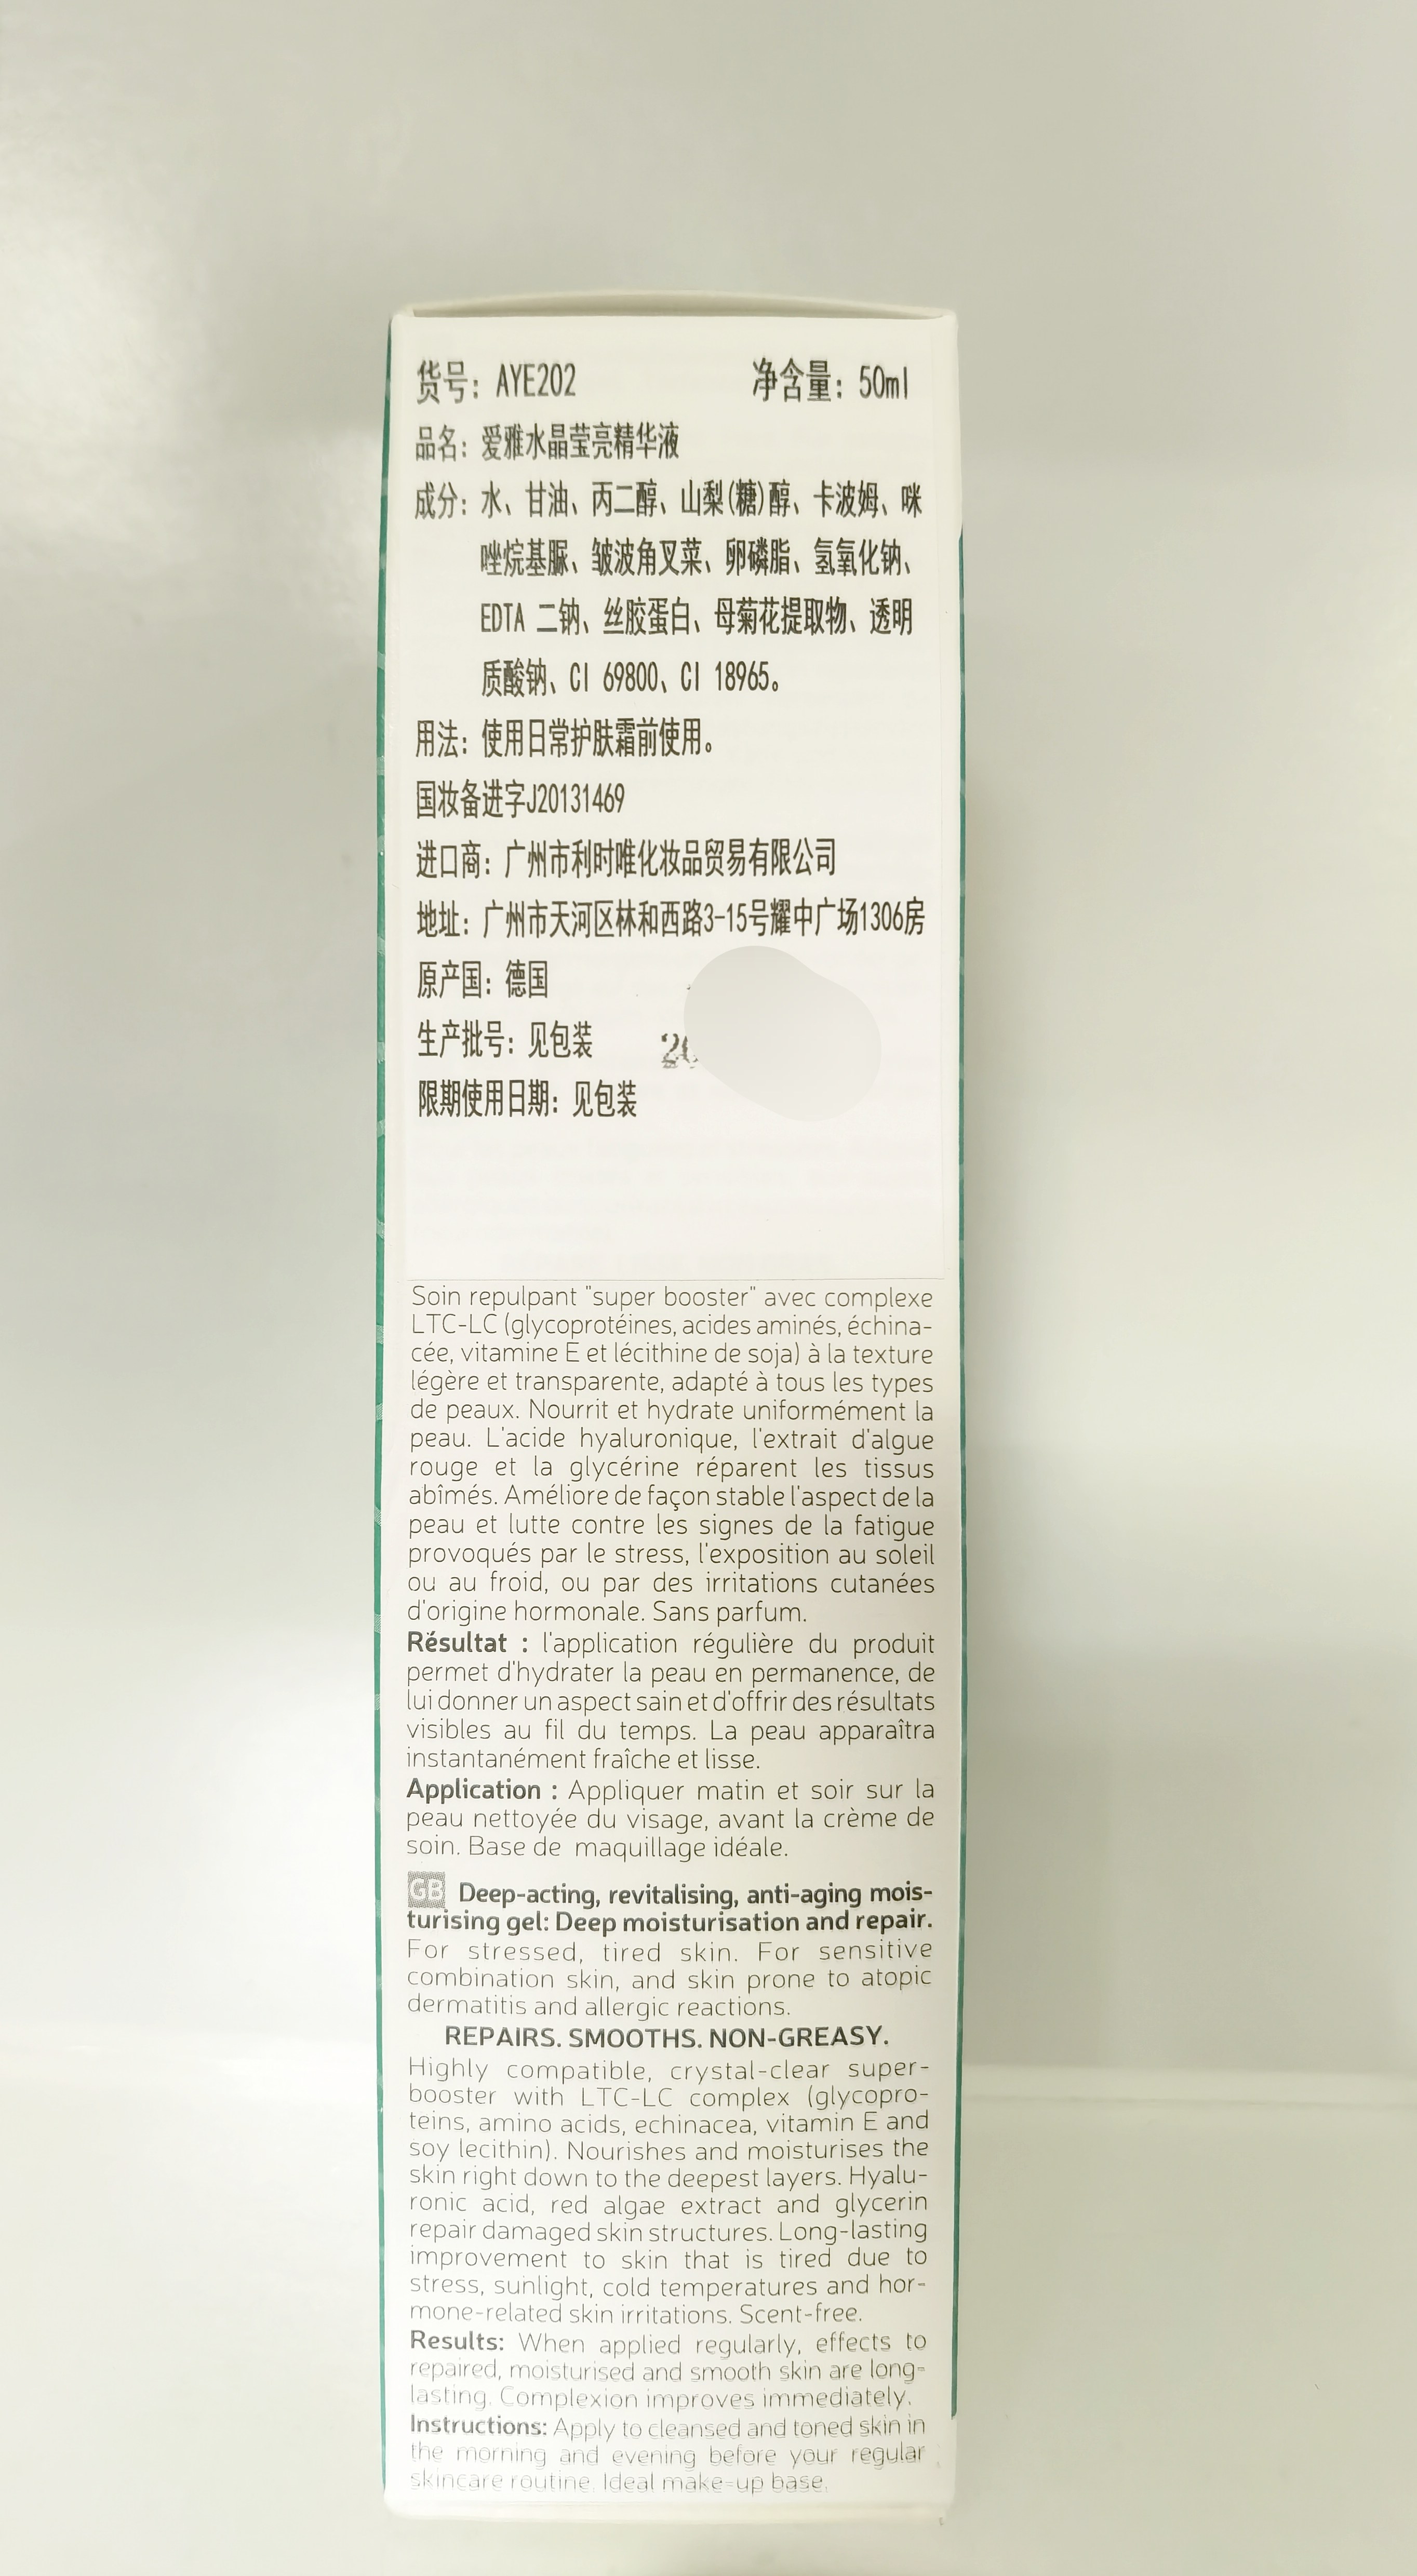 货号：AYE202 净含量：50ml
品名：爱雅水晶莹亮精华液
成分：水、甘油、丙二醇、山梨(糖)醇、卡波姆、咪
唑烷基脲、皱波角叉菜、卵磷脂、氢氧化钠、
EDTA 二钠、丝胶蛋白、母菊花提取物、透明
质酸钠、CI 69800、CI 18965。
用法：使用日常护肤霜前使用。
国妆备进字J20131469
进口商：广州市利时唯化妆品贸易有限公司
地址：广州市天河区林和西路3-15号耀中广场1306房
原产国：德国
生产批号：见包装
限期使用日期：见包装
Soin repulpant "super booster" avec complexe
LTC-LC (glycoprotéines, acides aminés, échina-
cée, vitamine E et lécithine de soja) à la texture
légère et transparente, adapté à tous les types
de peaux. Nourrit et hydrate uniformément la
peau. L'acide hyaluronique, l'extrait d'algue
rouge et la glycérine réparent les tissus
abîmés. Améliore de façon stable l'aspect de la
peau et lutte contre les signes de la fatigue
provoqués par le stress, l'exposition au soleil
ou au froid, ou par des irritations cutanées
d'origine hormonale. Sans parfum.
Résultat : l'application régulière du produit
permet d'hydrater la peau en permanence, de
lui donner un aspect sain et d'offrir des résultats
visibles au fil du temps. La peau apparaîtra
instantanément fraîche et lisse.
Application : Appliquer matin et soir sur la
peau nettoyée du visage, avant la crème de
soin. Base de maquillage idéale.
GB Deep-acting, revitalising, anti-aging mois-
turising gel: Deep moisturisation and repair.
For stressed, tired skin. For sensitive
combination skin, and skin prone to atopic
dermatitis and allergic reactions.
REPAIRS. SMOOTHS. NON-GREASY.
Highly compatible, crystal-clear super-
booster with LTC-LC complex (glycopro-
teins, amino acids, echinacea, vitamin E and
soy lecithin). Nourishes and moisturises the
skin right down to the deepest layers. Hyalu-
ronic acid, red algae extract and glycerin
repair damaged skin structures. Long-lasting
improvement to skin that is tired due to
stress, sunlight, cold temperatures and hor-
mone-related skin irritations. Scent-free.
Results: When applied regularly, effects to
repaired, moisturised and smooth skin are long-
lasting. Complexion improves immediately.
Instructions: Apply to cleansed and toned skin in
the morning and evening before your regular
skincare routine. Ideal make-up base.